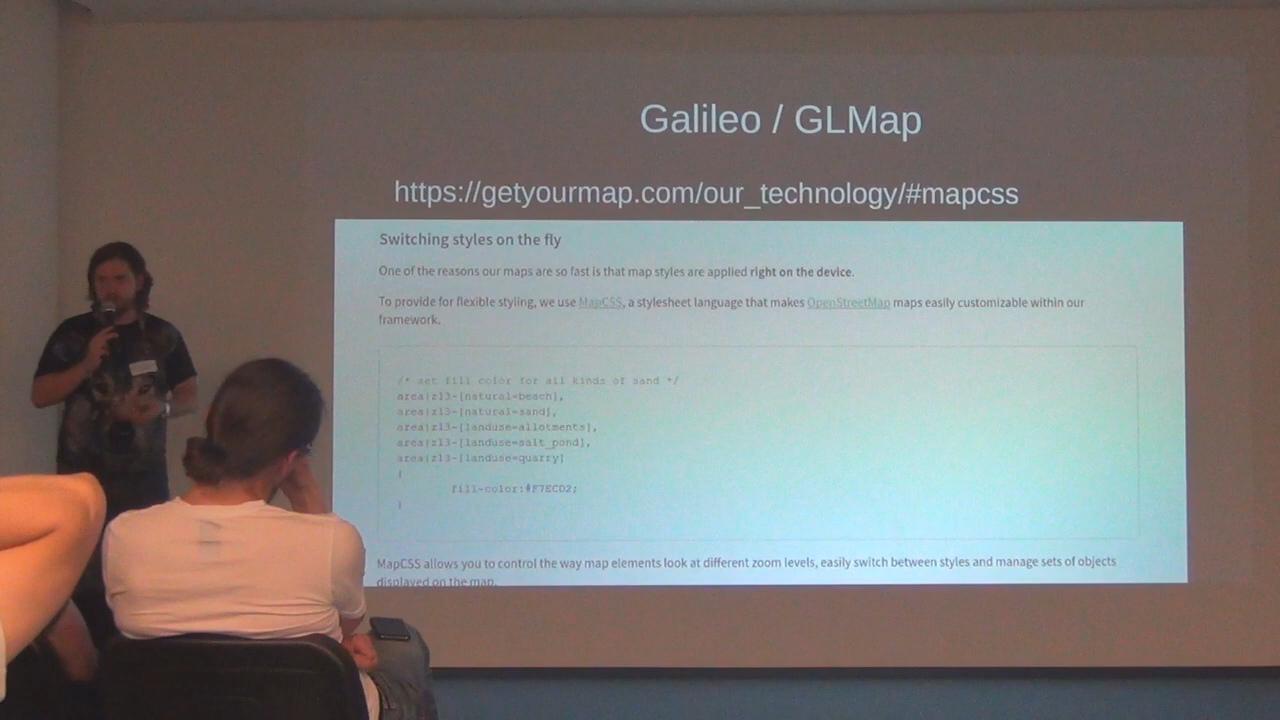 Galileo / GLMap
https://getyourmap.com/our_technology/#mapcss
Switching styles on the fly
One of the reasons our maps are so fast is that map styles are applied right on the device.
To provide for flexible styling, we use MapCSS, a stylesheet language that makes OpenStreetMap maps easily customizable within our
framework.
/* set fill color for all kinds of sand */
area|z13-[natural=beach],
area|z13-[natural=sand],
area|z13-[landuse=allotments],
area|z13-[landuse=salt_pond],
area|z13-[landuse=quarry]
{
fill-color:#F7ECD2;
}
MapCSS allows you to control the way map elements look at different zoom levels, easily switch between styles and manage sets of objects
displayed on the map.